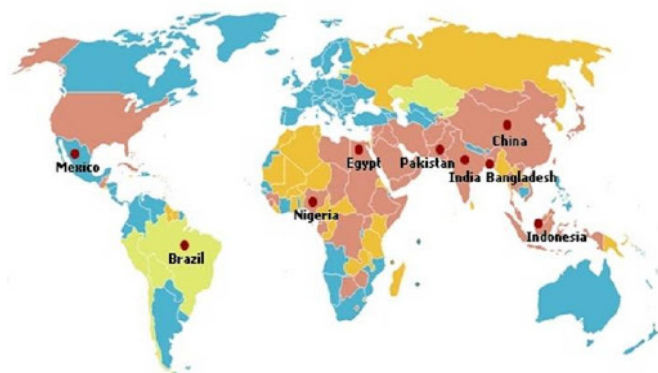 China
Mexico
Egypt
Pakistan
India Bangladesh
Nigeria
Indonesia
Brazil